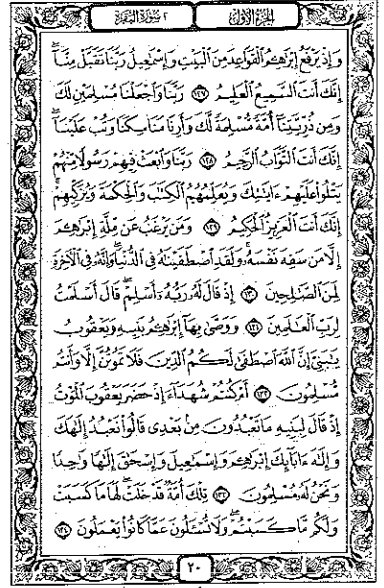 الجزء الأول
٢ سورة البقرة
وَإِذْ يَرْفَعُ إِبْرَٰهِـۧمُ ٱلْقَوَاعِدَ مِنَ ٱلْبَيْتِ وَإِسْمَـٰعِيلُ رَبَّنَا تَقَبَّلْ مِنَّآ
إِنَّكَ أَنتَ ٱلسَّمِيعُ ٱلْعَلِيمُ ١٢٧ رَبَّنَا وَٱجْعَلْنَا مُسْلِمَيْنِ لَكَ
وَمِن ذُرِّيَّتِنَآ أُمَّةً مُّسْلِمَةً لَّكَ وَأَرِنَا مَنَاسِكَنَا وَتُبْ عَلَيْنَآ
إِنَّكَ أَنتَ ٱلتَّوَّابُ ٱلرَّحِيمُ ١٢٨ رَبَّنَا وَٱبْعَثْ فِيهِمْ رَسُولًا مِّنْهُمْ
يَتْلُوا۟ عَلَيْهِمْ ءَايَـٰتِكَ وَيُعَلِّمُهُمُ ٱلْكِتَـٰبَ وَٱلْحِكْمَةَ وَيُزَكِّيهِمْ
إِنَّكَ أَنتَ ٱلْعَزِيزُ ٱلْحَكِيمُ ١٢٩ وَمَن يَرْغَبُ عَن مِّلَّةِ إِبْرَٰهِـۧمَ
إِلَّا مَن سَفِهَ نَفْسَهُۥ وَلَقَدِ ٱصْطَفَيْنَـٰهُ فِى ٱلدُّنْيَا وَإِنَّهُۥ فِى ٱلْـَٔاخِرَةِ
لَمِنَ ٱلصَّـٰلِحِينَ ١٣٠ إِذْ قَالَ لَهُۥ رَبُّهُۥٓ أَسْلِمْ قَالَ أَسْلَمْتُ
لِرَبِّ ٱلْعَـٰلَمِينَ ١٣١ وَوَصَّىٰ بِهَآ إِبْرَٰهِـۧمُ بَنِيهِ وَيَعْقُوبُ
يَـٰبَنِىَّ إِنَّ ٱللَّهَ ٱصْطَفَىٰ لَكُمُ ٱلدِّينَ فَلَا تَمُوتُنَّ إِلَّا وَأَنتُم
مُّسْلِمُونَ ١٣٢ أَمْ كُنتُمْ شُهَدَآءَ إِذْ حَضَرَ يَعْقُوبَ ٱلْمَوْتُ
إِذْ قَالَ لِبَنِيهِ مَا تَعْبُدُونَ مِنۢ بَعْدِى قَالُوا۟ نَعْبُدُ إِلَـٰهَكَ
وَإِلَـٰهَ ءَابَآئِكَ إِبْرَٰهِـۧمَ وَإِسْمَـٰعِيلَ وَإِسْحَـٰقَ إِلَـٰهًا وَٰحِدًا
وَنَحْنُ لَهُۥ مُسْلِمُونَ ١٣٣ تِلْكَ أُمَّةٌ قَدْ خَلَتْ لَهَا مَا كَسَبَتْ
وَلَكُم مَّا كَسَبْتُمْ وَلَا تُسْـَٔلُونَ عَمَّا كَانُوا۟ يَعْمَلُونَ ١٣٤
٢٠